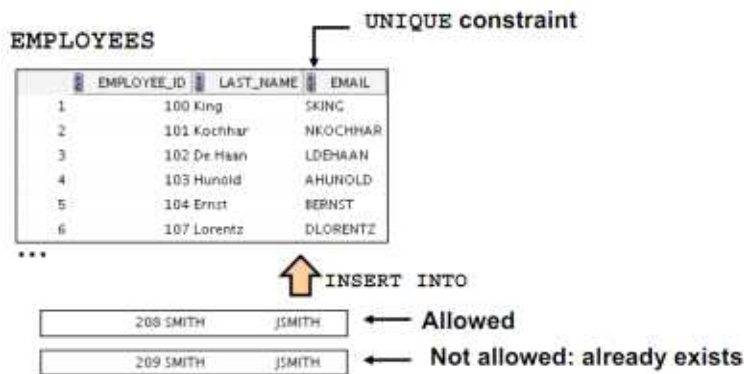 UNIQUE constraint
EMPLOYEES
EMPLOYEE_ID LAST_NAME EMAIL
1 100 King SKING
2 101 Kochhar NKOCHHAR
3 102 De Haan LDEHAAN
4 103 Hunold AHUNOLD
5 104 Ernst BERNST
6 107 Lorentz DLORENTZ
...
INSERT INTO
208 SMITH JSMITH Allowed
209 SMITH JSMITH Not allowed: already exists